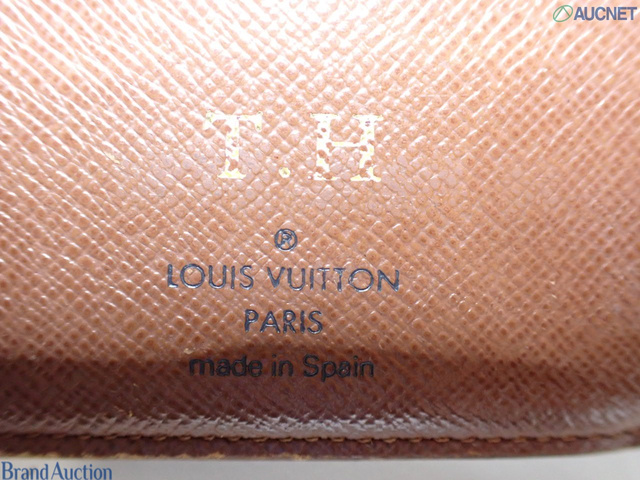 AUCNET
T.H
®
LOUIS VUITTON
PARIS
made in Spain
Brand Auction